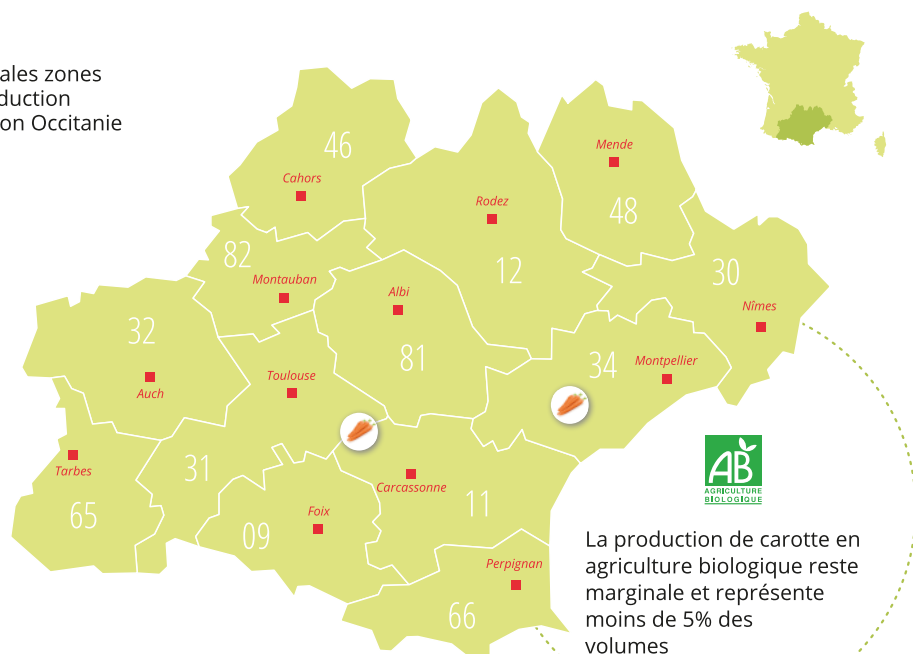 ales zones
duction
on Occitanie
46
Cahors
Mende
48
Rodez
12
82
Montauban
30
Nîmes
Albi
81
32
Auch
34
Montpellier
Toulouse
31
Tarbes
65
Carcassonne
11
Foix
09
Perpignan
66
AB
AGRICULTURE
BIOLOGIQUE
La production de carotte en
agriculture biologique reste
marginale et représente
moins de 5% des
volumes